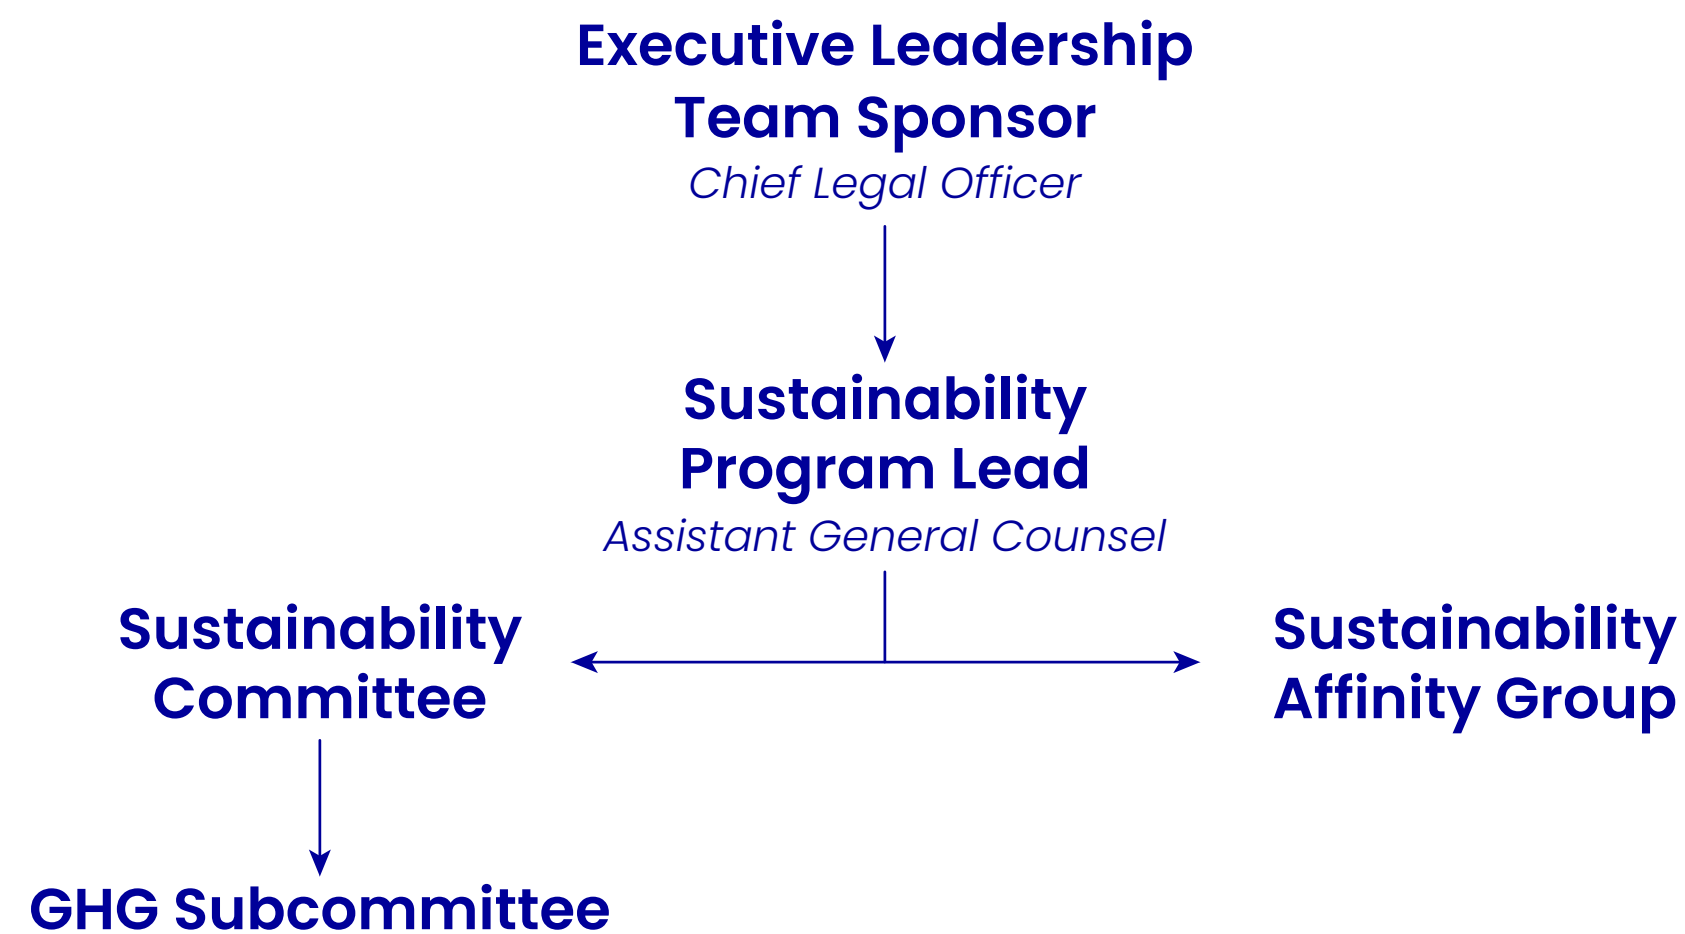 Executive Leadership
Team Sponsor
Chief Legal Officer
Sustainability
Program Lead
Assistant General Counsel
Sustainability
Committee
Sustainability
Affinity Group
GHG Subcommittee